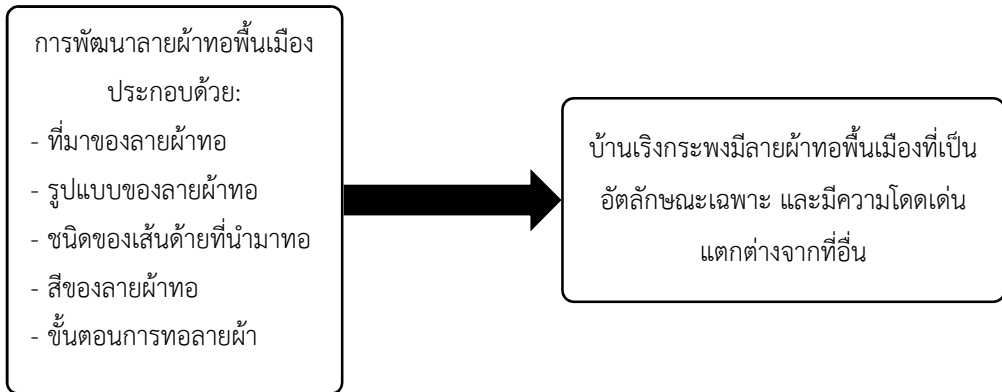 การพัฒนาลายผ้าทอพื้นเมือง
ประกอบด้วย:
- ที่มาของลายผ้าทอ
- รูปแบบของลายผ้าทอ
- ชนิดของเส้นด้ายที่นำมาทอ
- สีของลายผ้าทอ
- ขั้นตอนการทอลายผ้า
บ้านเริงกระพงมีลายผ้าทอพื้นเมืองที่เป็น
อัตลักษณะเฉพาะ และมีความโดดเด่น
แตกต่างจากที่อื่น